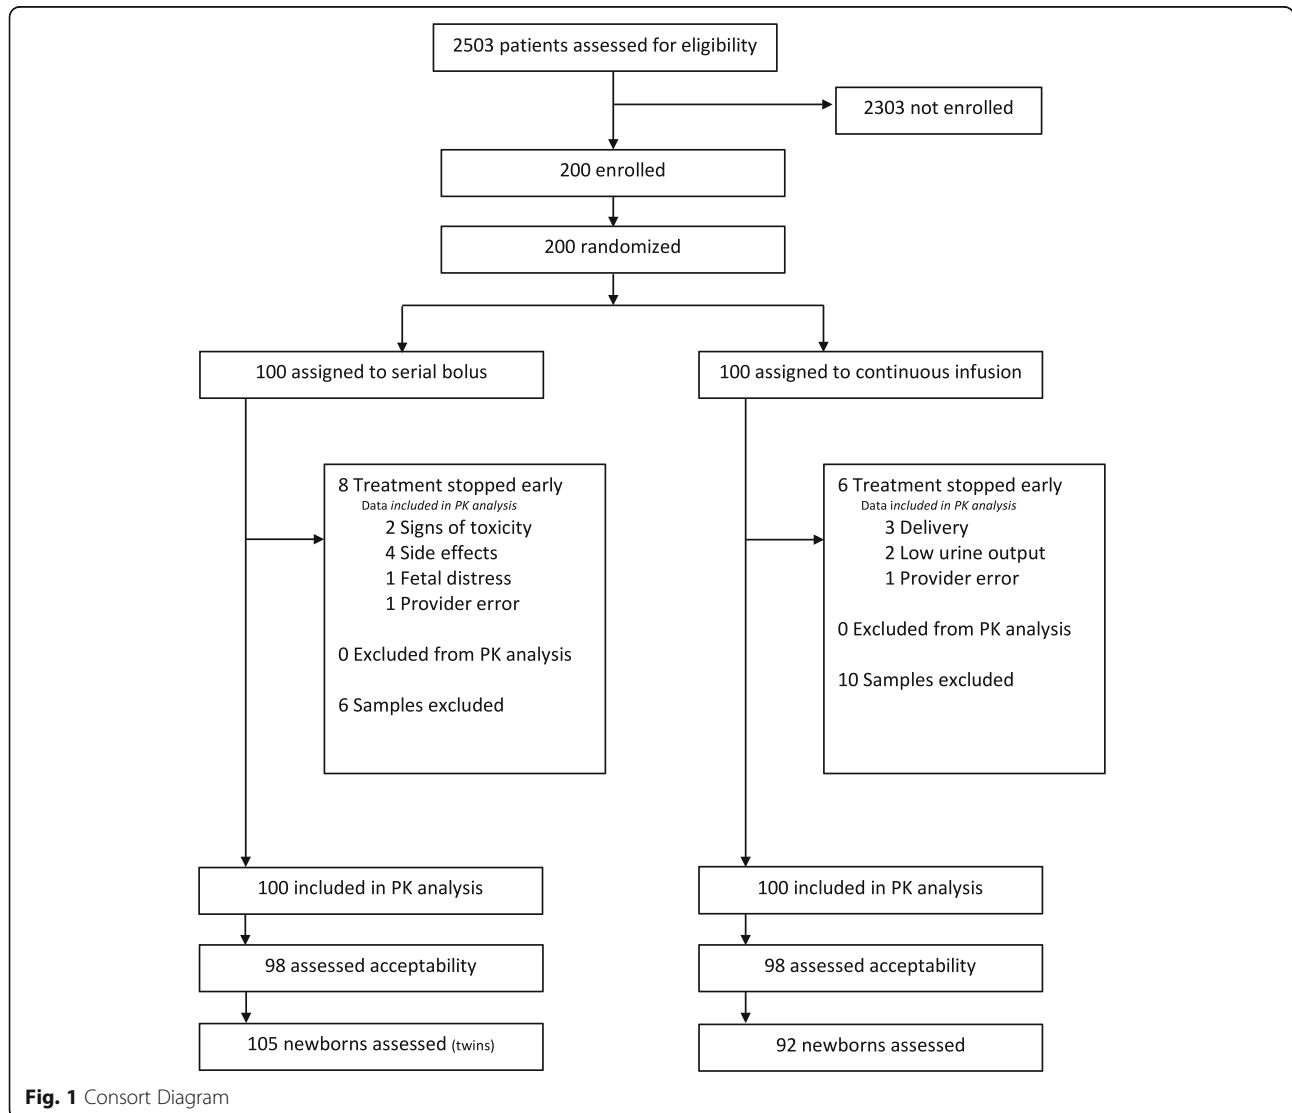 2503 patients assessed for eligibility
2303 not enrolled
200 enrolled
200 randomized
100 assigned to serial bolus
100 assigned to continuous infusion
8 Treatment stopped early
Data included in PK analysis
2 Signs of toxicity
4 Side effects
1 Fetal distress
1 Provider error
0 Excluded from PK analysis
6 Samples excluded
6 Treatment stopped early
Data included in PK analysis
3 Delivery
2 Low urine output
1 Provider error
0 Excluded from PK analysis
10 Samples excluded
100 included in PK analysis
100 included in PK analysis
98 assessed acceptability
98 assessed acceptability
105 newborns assessed (twins)
92 newborns assessed
Fig. 1 Consort Diagram